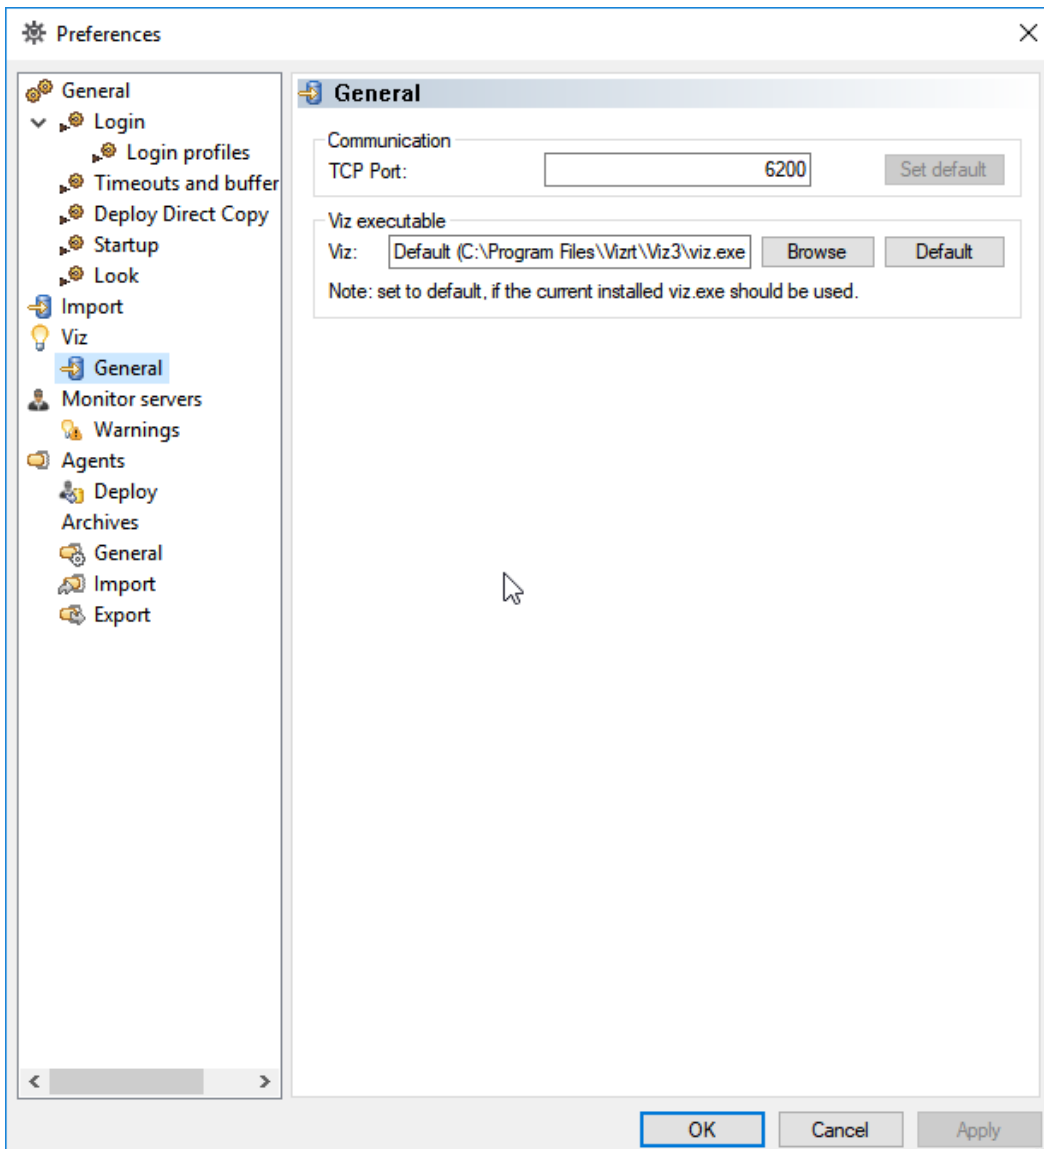 Preferences
General
Login
Login profiles
Timeouts and buffer
Deploy Direct Copy
Startup
Look
Import
Viz
General
Monitor servers
Warnings
Agents
Deploy
Archives
General
Import
Export
General
Communication
TCP Port: 6200 Set default
Viz executable
Viz: Default (C:\Program Files\Vizrt\Viz3\viz.exe Browse Default
Note: set to default, if the current installed viz.exe should be used.
OK Cancel Apply